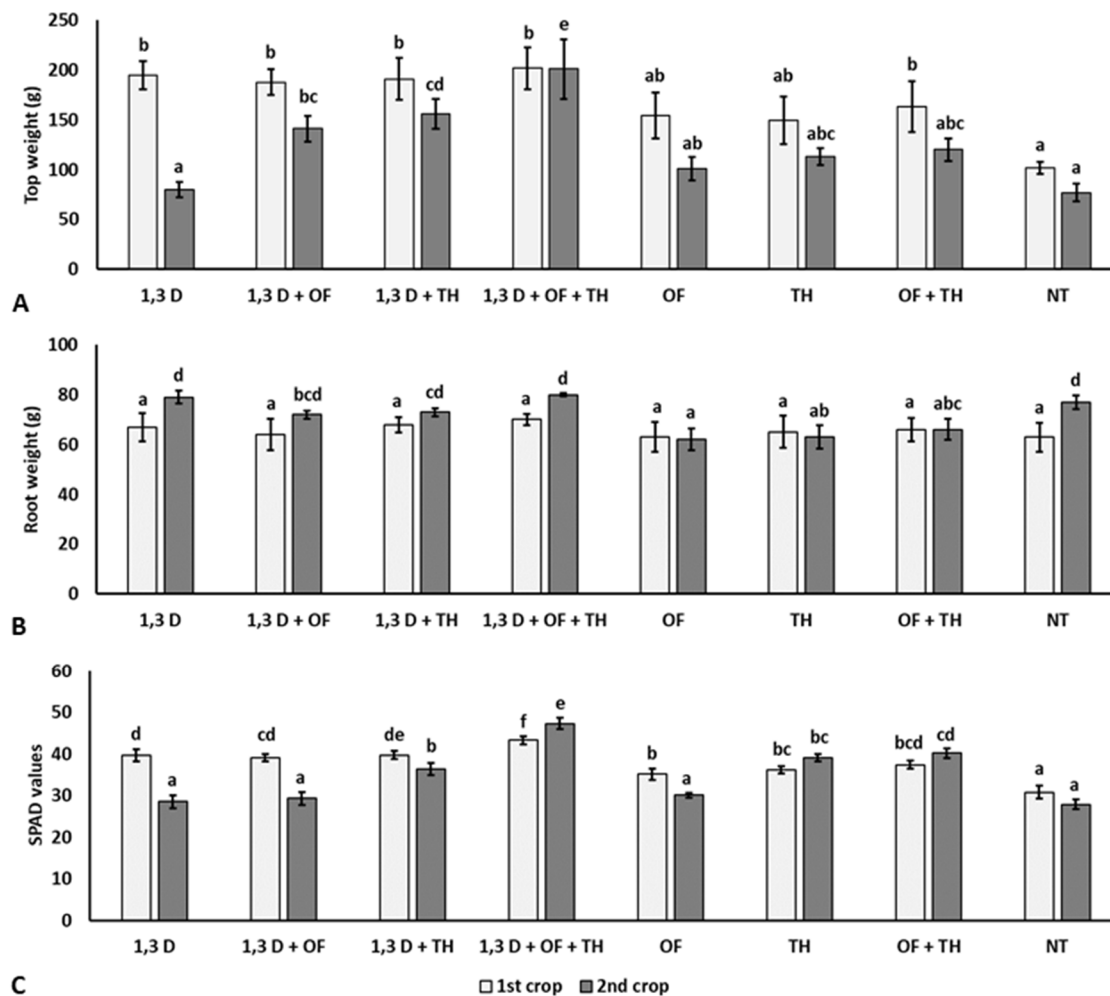 250
200
150
100
50
0
Top weight (g)
b b b b e ab ab b a
a bc cd ab abc abc a
1,3 D 1,3 D + OF 1,3 D + TH 1,3 D + OF + TH OF TH OF + TH NT
A
100
80
60
40
20
0
Root weight (g)
a d a bcd a cd a d a a a ab a abc a d
1,3 D 1,3 D + OF 1,3 D + TH 1,3 D + OF + TH OF TH OF + TH NT
B
60
50
40
30
20
10
0
SPAD values
d a cd a de b f e b a bc bc bcd cd a a
1,3 D 1,3 D + OF 1,3 D + TH 1,3 D + OF + TH OF TH OF + TH NT
C
1st crop 2nd crop